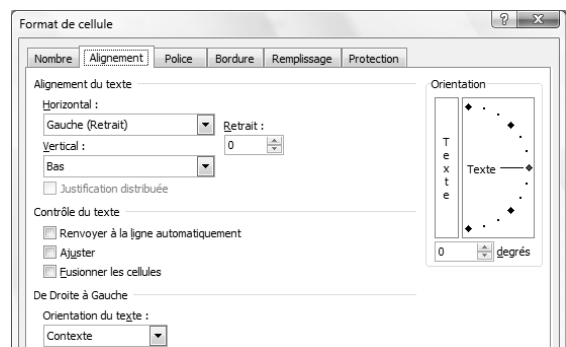 Format de cellule
Nombre Alignement Police Bordure Remplissage Protection
Alignement du texte
Horizontal :
Gauche (Retrait)
Retrait :
Vertical :
0
Bas
Justification distribuée
Contrôle du texte
Renvoyer à la ligne automatiquement
Ajuster
Fusionner les cellules
De Droite à Gauche
Orientation du texte :
Contexte
Orientation
Texte
Texte
0 degrés